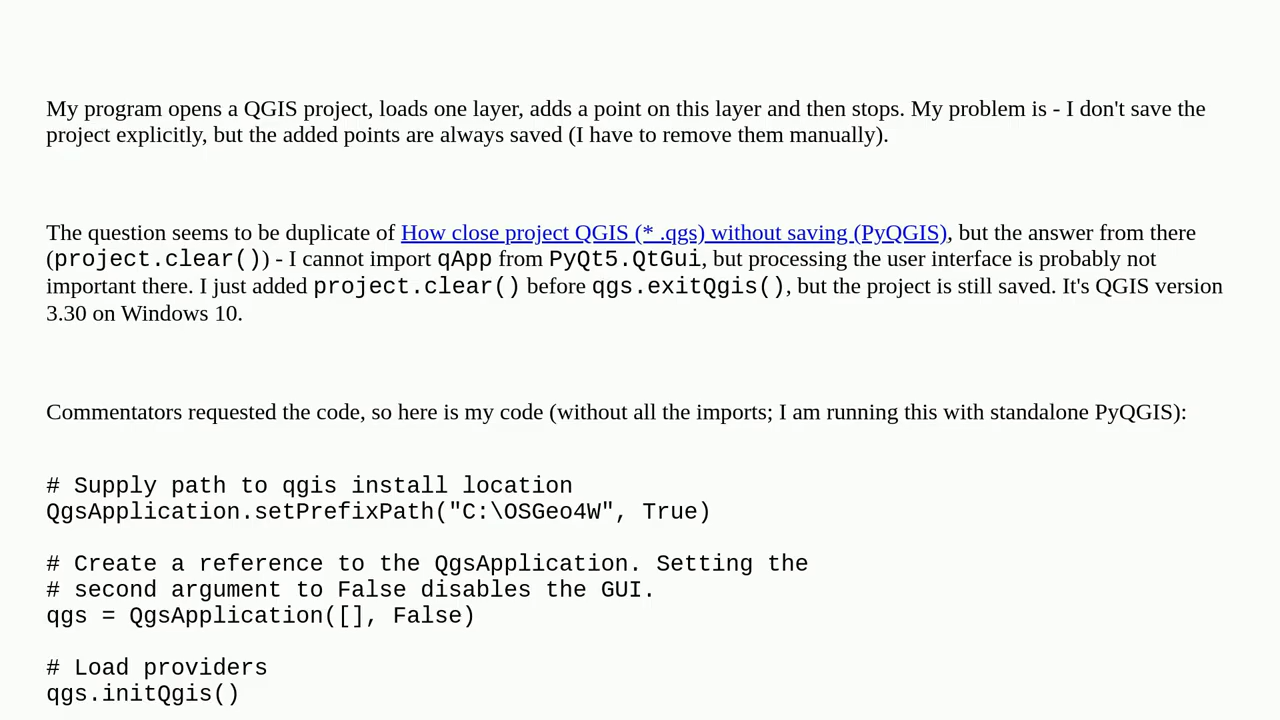 My program opens a QGIS project, loads one layer, adds a point on this layer and then stops. My problem is - I don't save the
project explicitly, but the added points are always saved (I have to remove them manually).
The question seems to be duplicate of How close project QGIS (* .qgs) without saving (PyQGIS), but the answer from there
(project.clear()) - I cannot import qApp from PyQt5.QtGui, but processing the user interface is probably not
important there. I just added project.clear() before qgs.exitQgis(), but the project is still saved. It's QGIS version
3.30 on Windows 10.
Commentators requested the code, so here is my code (without all the imports; I am running this with standalone PyQGIS):
# Supply path to qgis install location
QgsApplication.setPrefixPath("C:\OSGeo4W", True)
# Create a reference to the QgsApplication. Setting the
# second argument to False disables the GUI.
qgs = QgsApplication([], False)
# Load providers
qgs.initQgis()